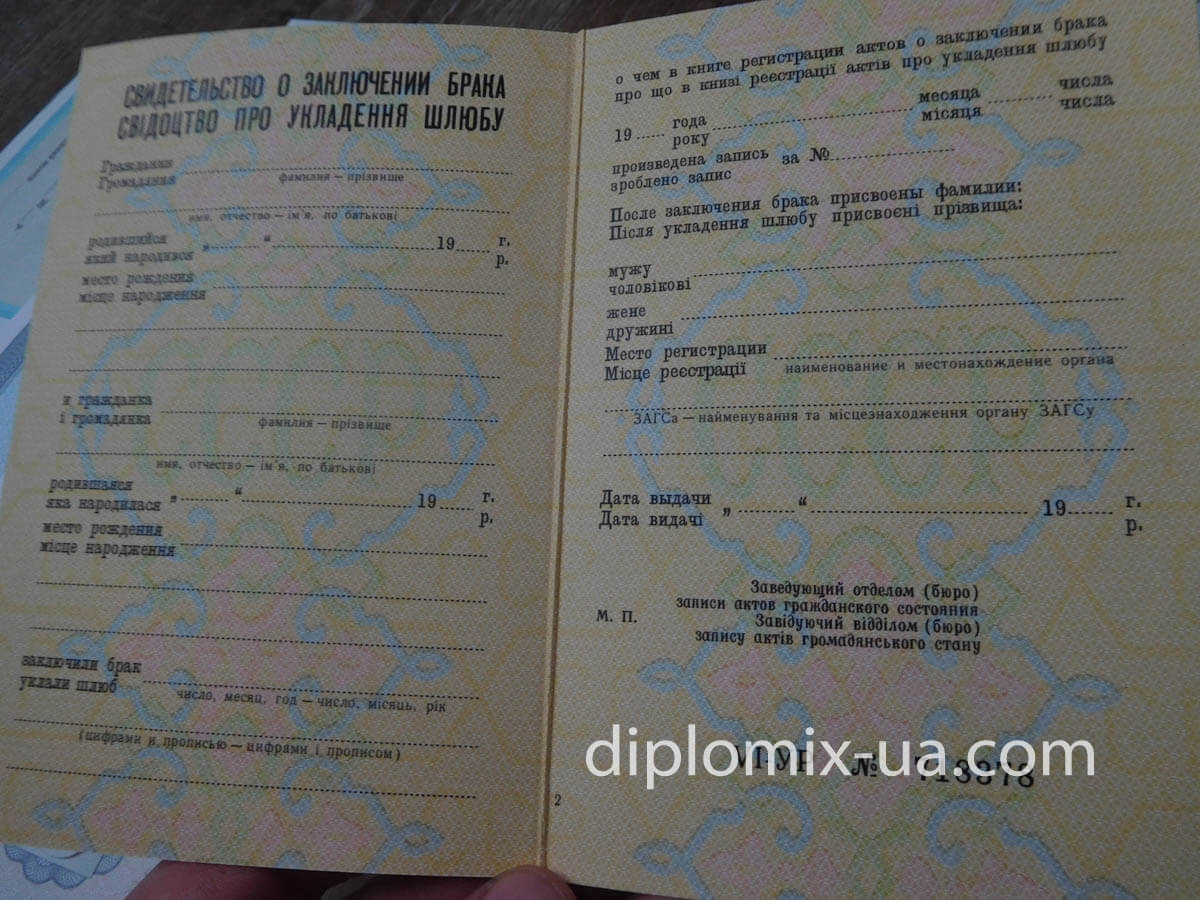 СВИДЕТЕЛЬСТВО О ЗАКЛЮЧЕНИИ БРАКА
СВІДОЦТВО ПРО УКЛАДЕННЯ ШЛЮБУ
Гражданин
Громадянин
фамилия — прізвище
имя, отчество — ім'я, по батькові
родившийся
який народився „ “ 19 г.
р.
место рождения
місце народження
и гражданка
і громадянка
фамилия — прізвище
имя, отчество — ім'я, по батькові
родившаяся
яка народилася „ “ 19 г.
р.
место рождения
місце народження
заключили брак
уклали шлюб
число, месяц, год — число, місяць, рік
(цифрами и прописью — цифрами і прописом)
2
о чем в книге регистрации актов о заключении брака
про що в книзі реєстрації актів про укладення шлюбу
19 года месяца числа
року місяця числа
произведена запись за №
зроблено запис
После заключения брака присвоены фамилии:
Після укладення шлюбу присвоєні прізвища:
мужу
чоловікові
жене
дружині
Место регистрации
Місце реєстрації
наименование и местонахождение органа
ЗАГСа — найменування та місцезнаходження органу ЗАГСу
Дата выдачи „ “ 19 г.
Дата видачі р.
Заведующий отделом (бюро)
записи актов гражданского состояния
М. П.
Завідуючий відділом (бюро)
запису актів громадянського стану
№
diplomix-ua.com